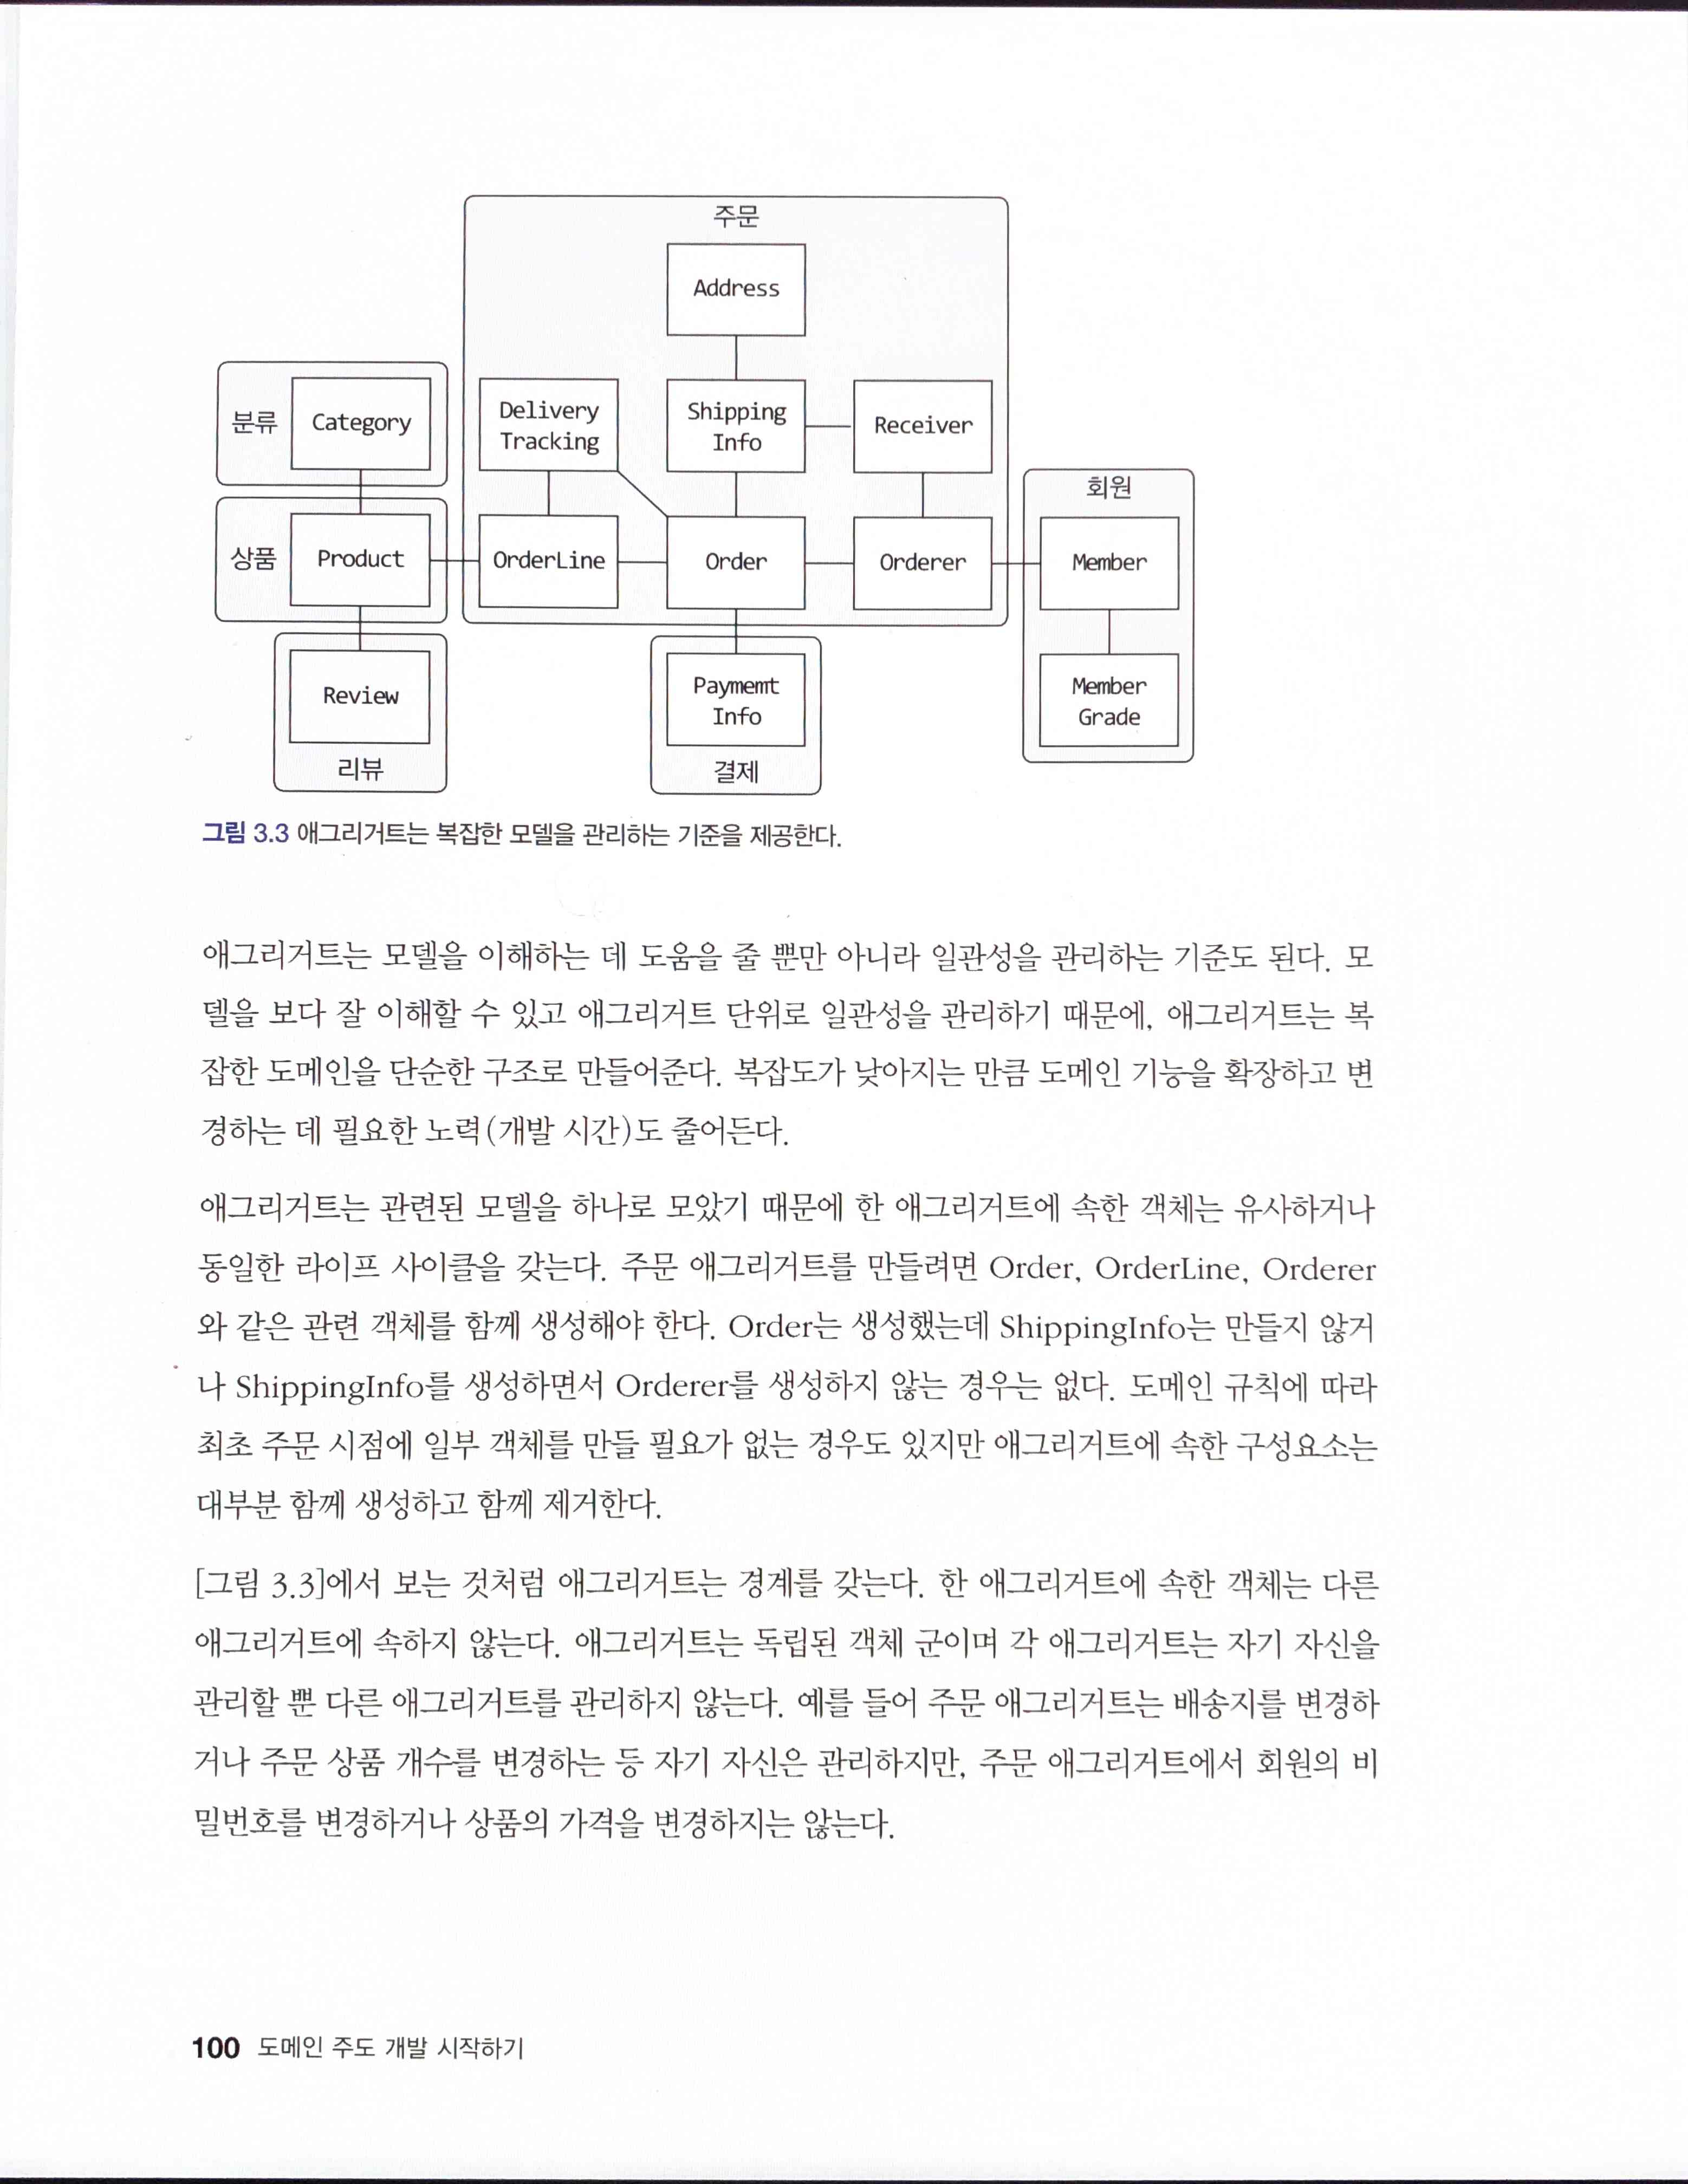 주문
Address
분류
Category
Delivery
Tracking
Shipping
Info
Receiver
회원
상품
Product
OrderLine
Order
Orderer
Member
Review
Paymemt
Info
Member
Grade
리뷰
결제
그림 3.3 애그리거트는 복잡한 모델을 관리하는 기준을 제공한다.
애그리거트는 모델을 이해하는 데 도움을 줄 뿐만 아니라 일관성을 관리하는 기준도 된다. 모
델을 보다 잘 이해할 수 있고 애그리거트 단위로 일관성을 관리하기 때문에, 애그리거트는 복
잡한 도메인을 단순한 구조로 만들어준다. 복잡도가 낮아지는 만큼 도메인 기능을 확장하고 변
경하는 데 필요한 노력(개발 시간)도 줄어든다.
애그리거트는 관련된 모델을 하나로 모았기 때문에 한 애그리거트에 속한 객체는 유사하거나
동일한 라이프 사이클을 갖는다. 주문 애그리거트를 만들려면 Order, OrderLine, Orderer
와 같은 관련 객체를 함께 생성해야 한다. Order는 생성했는데 ShippingInfo는 만들지 않거
나 ShippingInfo를 생성하면서 Orderer를 생성하지 않는 경우는 없다. 도메인 규칙에 따라
최초 주문 시점에 일부 객체를 만들 필요가 없는 경우도 있지만 애그리거트에 속한 구성요소는
대부분 함께 생성하고 함께 제거한다.
[그림 3.3]에서 보는 것처럼 애그리거트는 경계를 갖는다. 한 애그리거트에 속한 객체는 다른
애그리거트에 속하지 않는다. 애그리거트는 독립된 객체 군이며 각 애그리거트는 자기 자신을
관리할 뿐 다른 애그리거트를 관리하지 않는다. 예를 들어 주문 애그리거트는 배송지를 변경하
거나 주문 상품 개수를 변경하는 등 자기 자신은 관리하지만, 주문 애그리거트에서 회원의 비
밀번호를 변경하거나 상품의 가격을 변경하지는 않는다.
100 도메인 주도 개발 시작하기